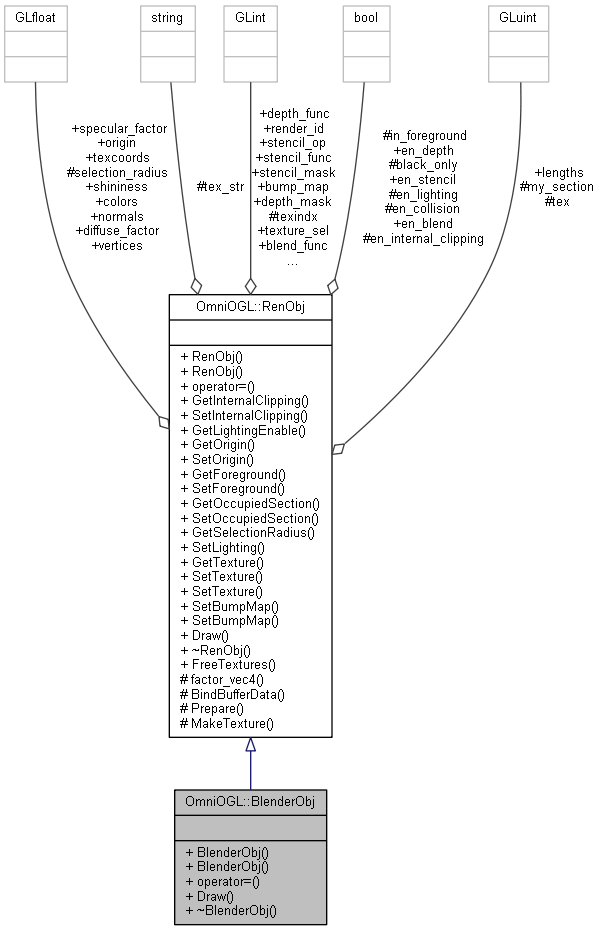 GLfloat
string
GLint
bool
GLuint
+specular_factor
+origin
+texcoords
#selection_radius
+shininess
+colors
+normals
+diffuse_factor
+vertices
#tex_str
+depth_func
+render_id
+stencil_op
+stencil_func
+stencil_mask
+bump_map
+depth_mask
#texindx
+texture_sel
+blend_func
...
#in_foreground
+en_depth
#black_only
+en_stencil
#en_lighting
#en_collision
+en_blend
#en_internal_clipping
+lengths
#my_section
#tex
OmniOGL::RenObj
+ RenObj()
+ RenObj()
+ operator=()
+ GetInternalClipping()
+ SetInternalClipping()
+ GetLightingEnable()
+ GetOrigin()
+ SetOrigin()
+ GetForeground()
+ SetForeground()
+ GetOccupiedSection()
+ SetOccupiedSection()
+ GetSelectionRadius()
+ SetLighting()
+ GetTexture()
+ SetTexture()
+ SetTexture()
+ SetBumpMap()
+ SetBumpMap()
+ Draw()
+ ~RenObj()
+ FreeTextures()
# factor_vec4()
# BindBufferData()
# Prepare()
# MakeTexture()
OmniOGL::BlenderObj
+ BlenderObj()
+ BlenderObj()
+ operator=()
+ Draw()
+ ~BlenderObj()